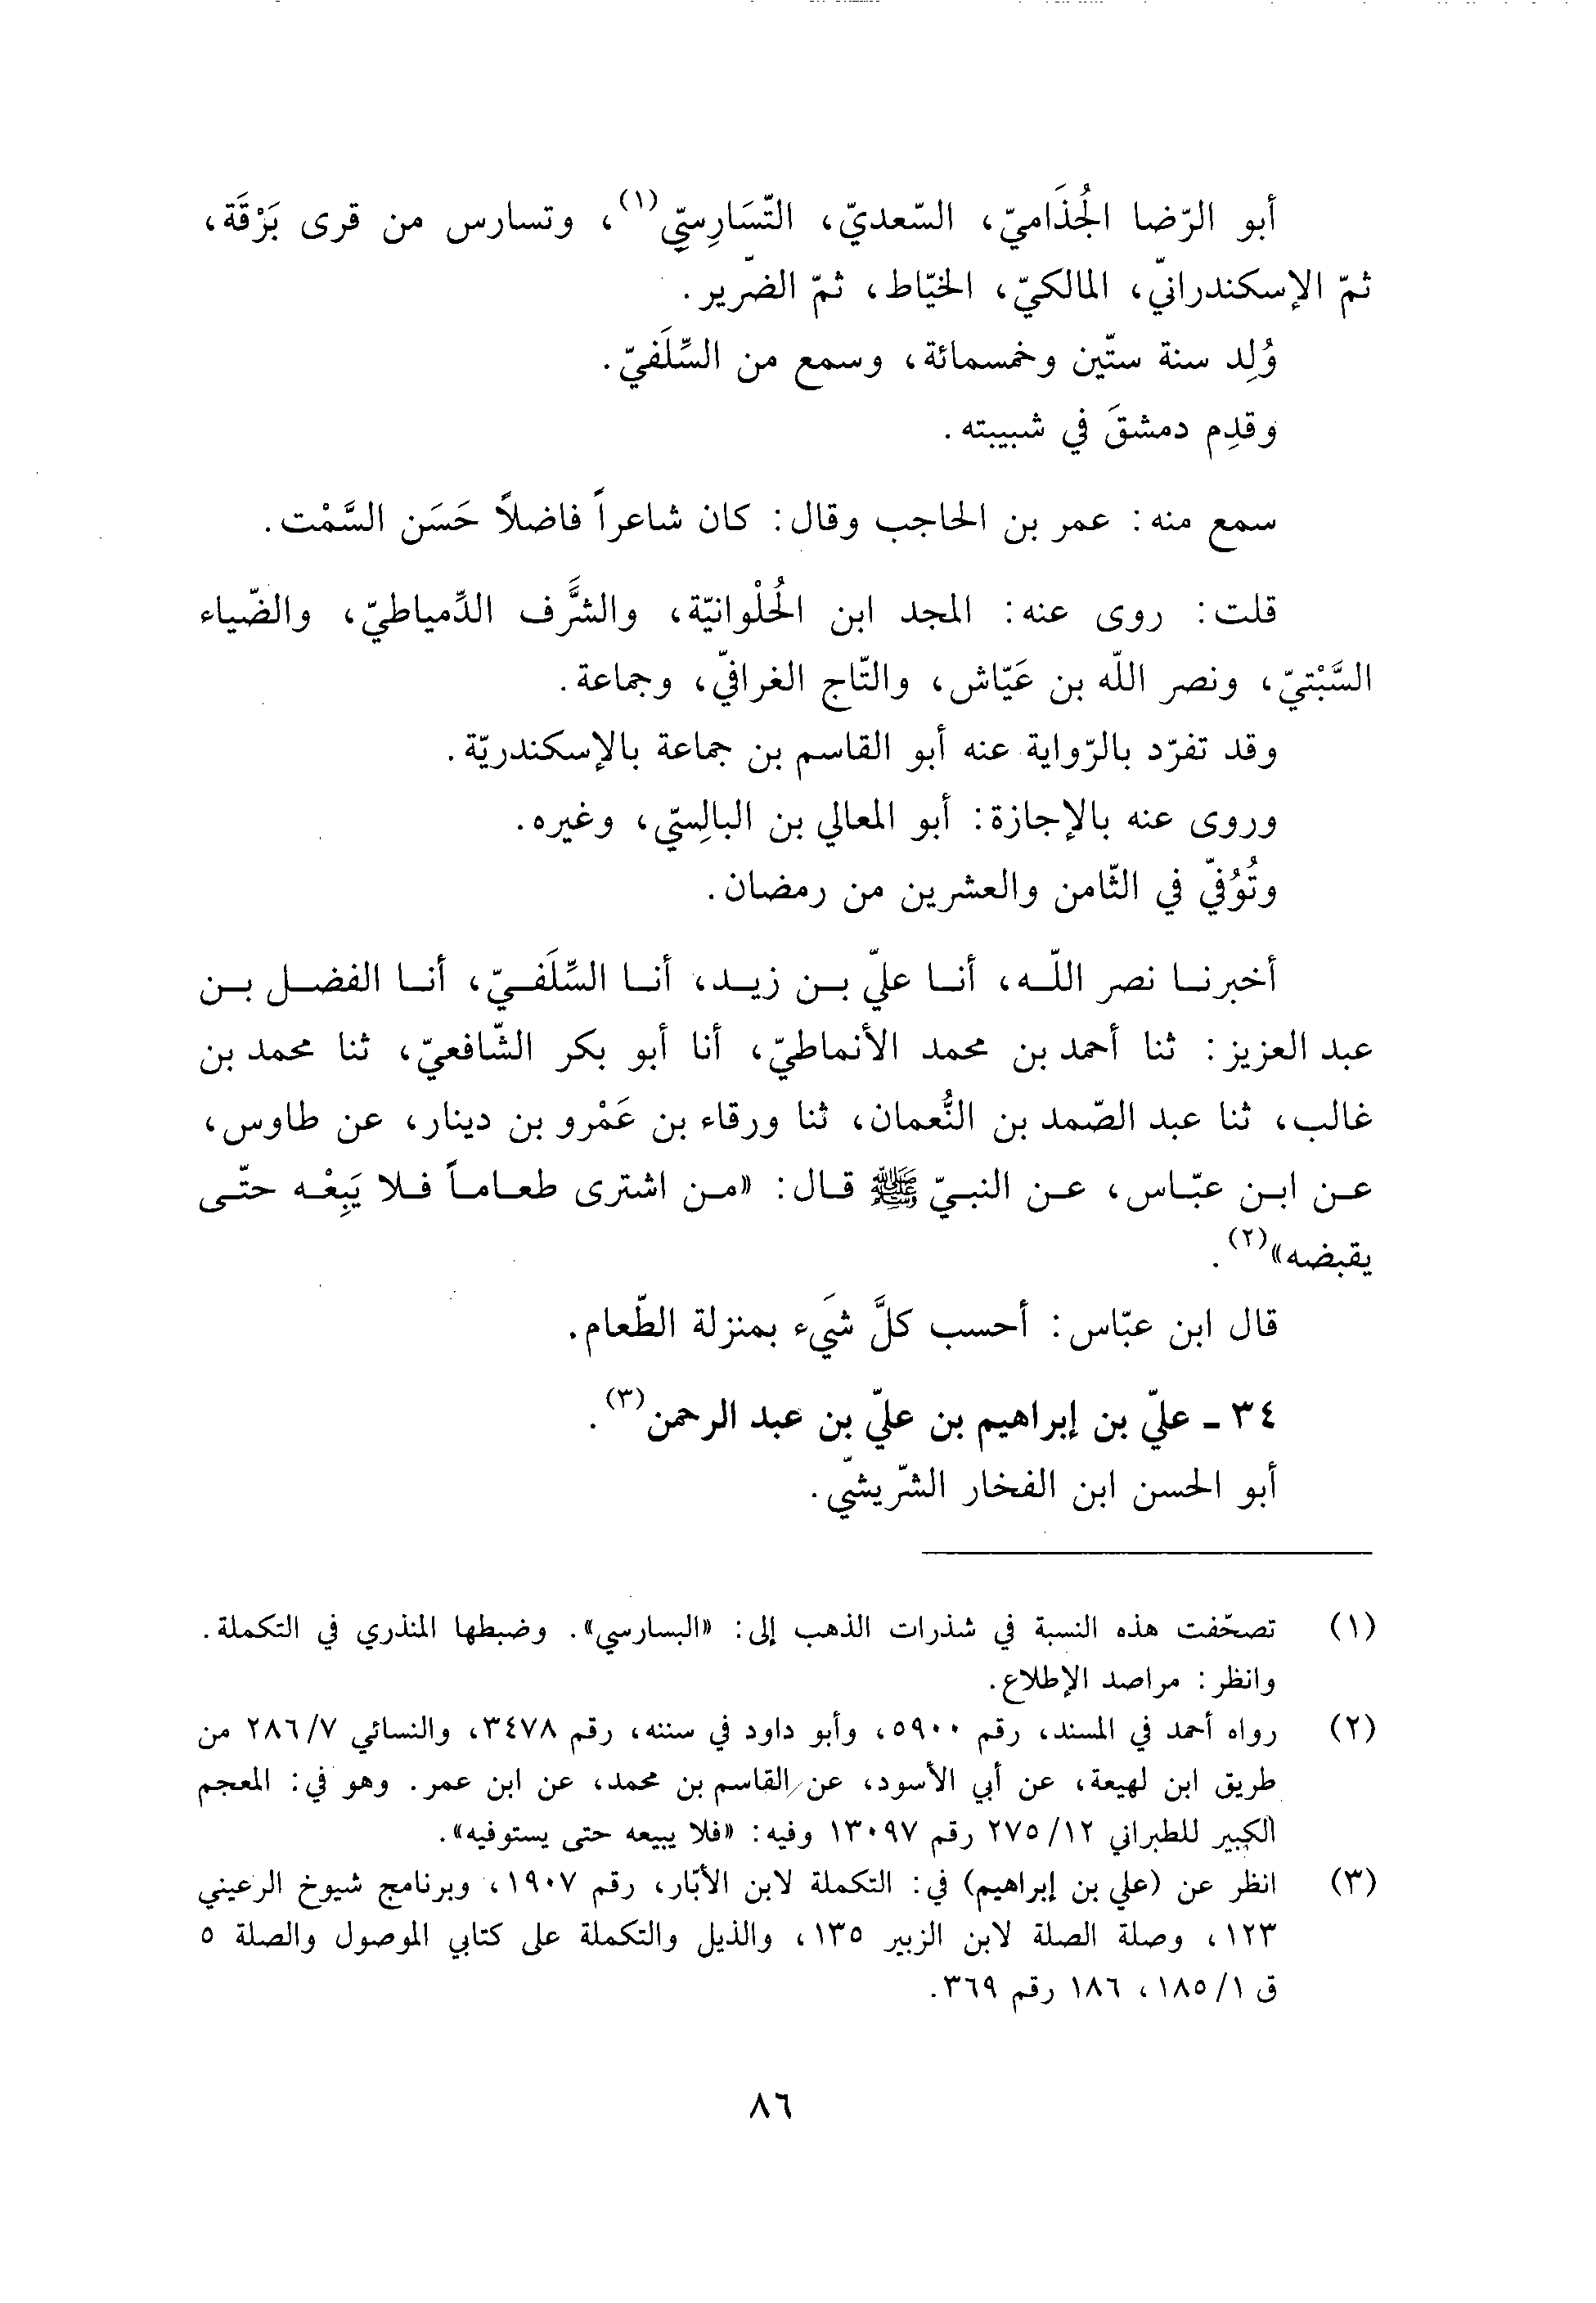 أبو الرّضا الجُذَاميّ، السّعديّ، التّسَارِسيّ(١)، وتسارس من قرى بَرْقَة،
ثمّ الإسكندرانيّ، المالكيّ، الخيّاط، ثمّ الضّرير.
وُلِد سنة ستّين وخمسمائة، وسمع من السِّلَفيّ.
وقدِم دمشقَ في شبيبته.
سمع منه: عمر بن الحاجب وقال: كان شاعراً فاضلاً حَسَن السَّمْت.
قلت: روى عنه: المجد ابن الحُلْوانيّة، والشَّرَف الدِّمياطيّ، والضّياء
السَّبْتيّ، ونصر اللّه بن عَيّاش، والتّاج الغرافيّ، وجماعة.
وقد تفرّد بالرّواية عنه أبو القاسم بن جماعة بالإسكندريّة.
وروى عنه بالإجازة: أبو المعالي بن البالِسيّ، وغيره.
وتُوُفيّ في الثّامن والعشرين من رمضان.
أخبرنا نصر اللّه، أنا عليّ بن زيد، أنا السِّلَفيّ، أنا الفضل بن
عبد العزيز: ثنا أحمد بن محمد الأنماطيّ، أنا أبو بكر الشّافعيّ، ثنا محمد بن
غالب، ثنا عبد الصّمد بن النُّعمان، ثنا ورقاء بن عَمْرو بن دينار، عن طاوس،
عن ابن عبّاس، عن النبيّ ﷺ قال: «من اشترى طعاماً فلا يَبِعْه حتّى
يقبضه»(٢).
قال ابن عبّاس: أحسب كلَّ شَيء بمنزلة الطّعام.
٣٤ - عليّ بن إبراهيم بن عليّ بن عبد الرحمن(٣).
أبو الحسن ابن الفخار الشّريشيّ.
(١) تصحّفت هذه النسبة في شذرات الذهب إلى: «البسارسي». وضبطها المنذري في التكملة.
وانظر: مراصد الإطلاع.
(٢) رواه أحمد في المسند، رقم ٥٩٠٠، وأبو داود في سننه، رقم ٣٤٧٨، والنسائي ٢٨٦/٧ من
طريق ابن لهيعة، عن أبي الأسود، عن القاسم بن محمد، عن ابن عمر. وهو في: المعجم
الكبير للطبراني ٢٧٥/١٢ رقم ١٣٠٩٧ وفيه: «فلا يبيعه حتى يستوفيه».
(٣) انظر عن (علي بن إبراهيم) في: التكملة لابن الأبّار، رقم ١٩٠٧، وبرنامج شيوخ الرعيني
١٢٣، وصلة الصلة لابن الزبير ١٣٥، والذيل والتكملة على كتابي الموصول والصلة ٥
ق ١٨٥/١، ١٨٦ رقم ٣٦٩.
٨٦